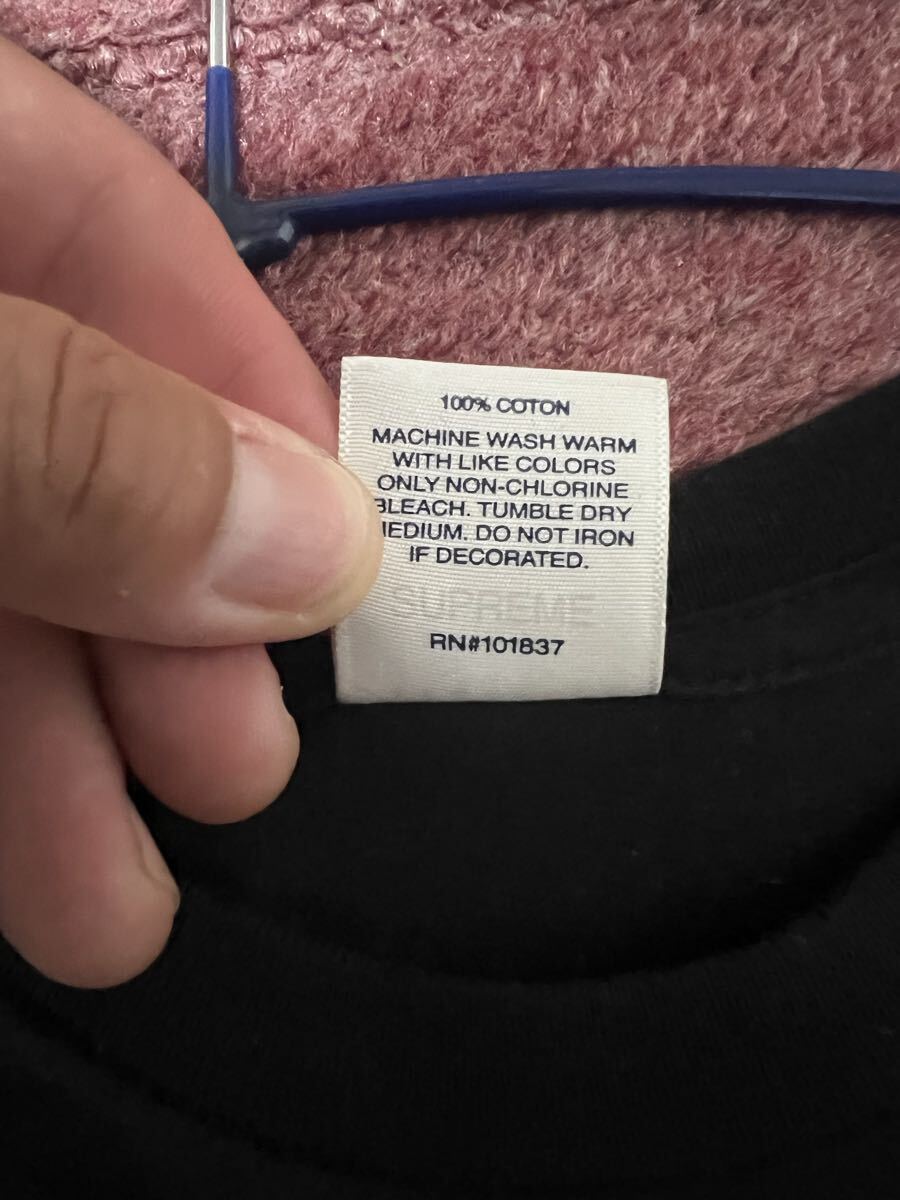 100% COTON
MACHINE WASH WARM
WITH LIKE COLORS
ONLY NON-CHLORINE
BLEACH. TUMBLE DRY
MEDIUM. DO NOT IRON
IF DECORATED.
SUPREME
RN#101837